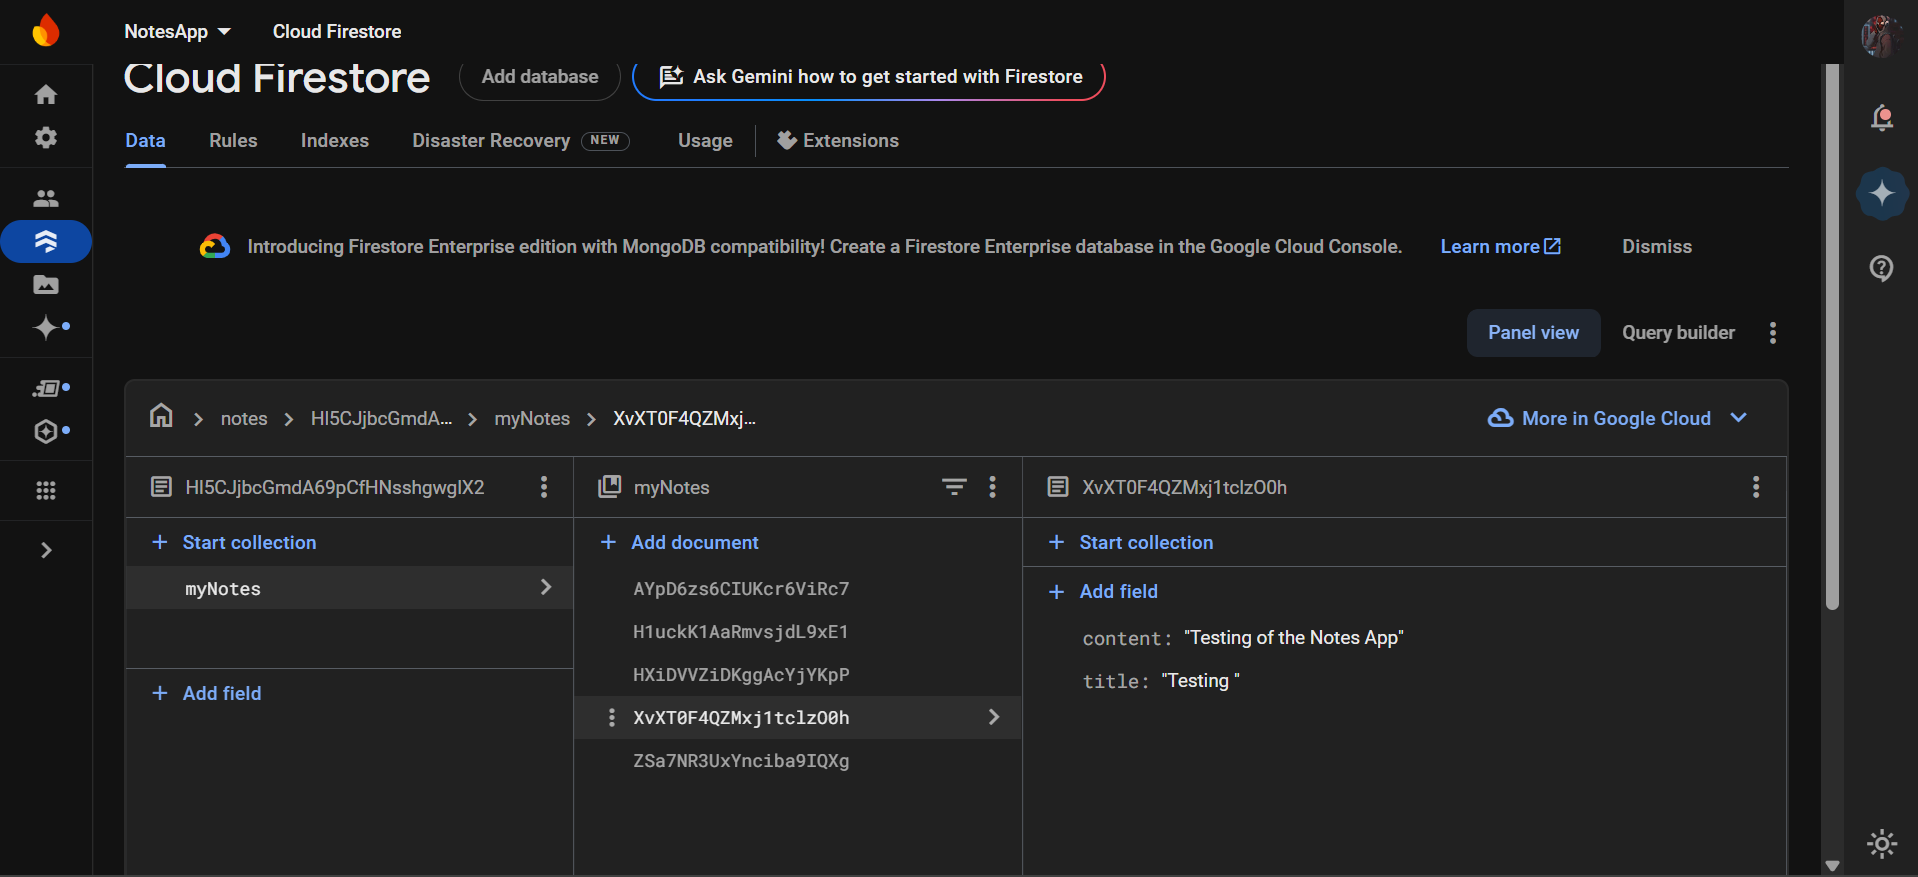 NotesApp Cloud Firestore
Cloud Firestore Add database Ask Gemini how to get started with Firestore
Data Rules Indexes Disaster Recovery NEW Usage Extensions
Introducing Firestore Enterprise edition with MongoDB compatibility! Create a Firestore Enterprise database in the Google Cloud Console. Learn more Dismiss
Panel view Query builder
notes HI5CJjbcGmdA... myNotes XvXT0F4QZMxj... More in Google Cloud
HI5CJjbcGmdA69pCfHNsshgwglX2 myNotes XvXT0F4QZMxj1tclzO0h
+ Start collection + Add document + Start collection
myNotes AYpD6zs6CIUKcr6ViRc7 + Add field
H1uckK1AaRmvsjdL9xE1 content: "Testing of the Notes App"
HXiDVVZiDKggAcYjYKpP title: "Testing "
+ Add field XvXT0F4QZMxj1tclzO0h
ZSa7NR3UxYnciba9IQXg